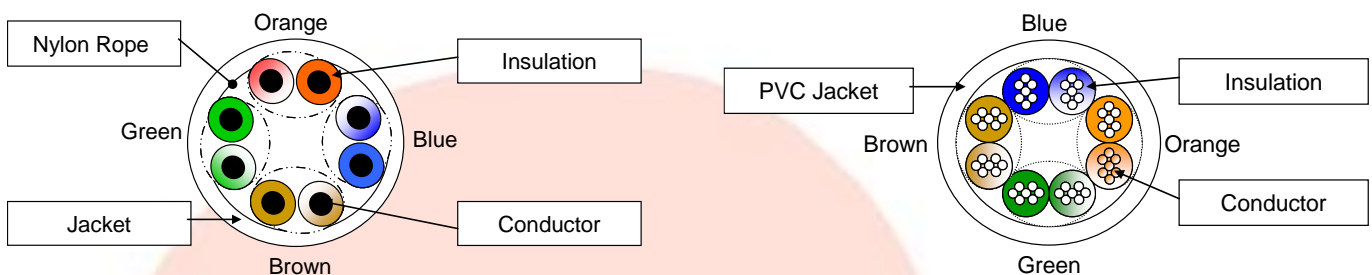 Orange
Nylon Rope
Insulation
Green
Blue
Jacket
Conductor
Brown
Blue
PVC Jacket
Insulation
Brown
Orange
Conductor
Green